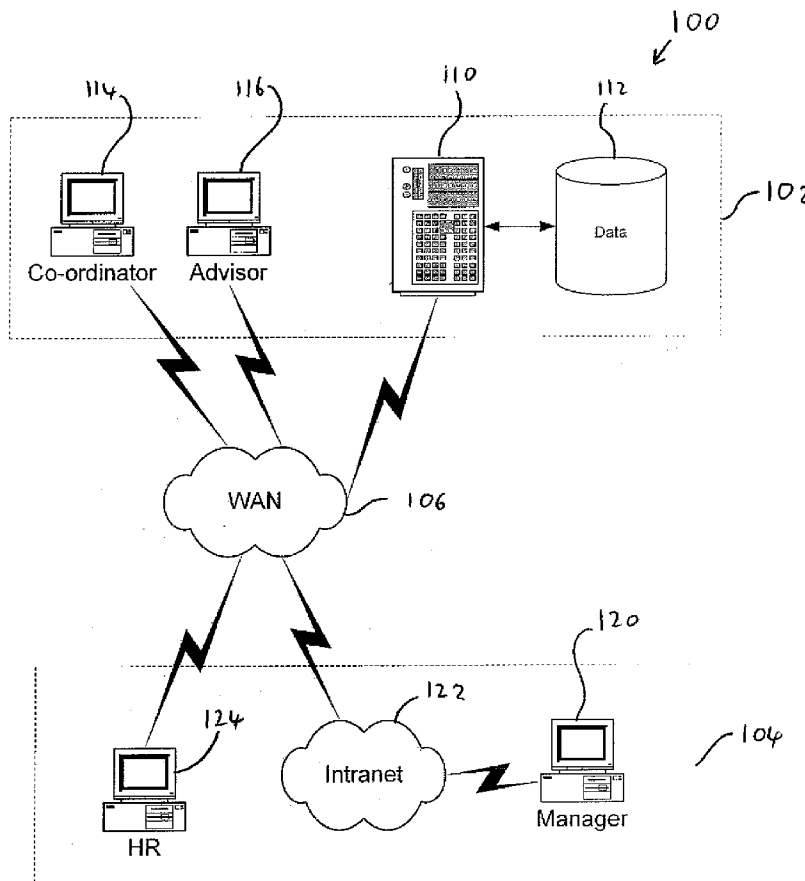 100
114
116
110
112
102
Data
Co-ordinator
Advisor
WAN
106
120
122
124
104
Intranet
HR
Manager